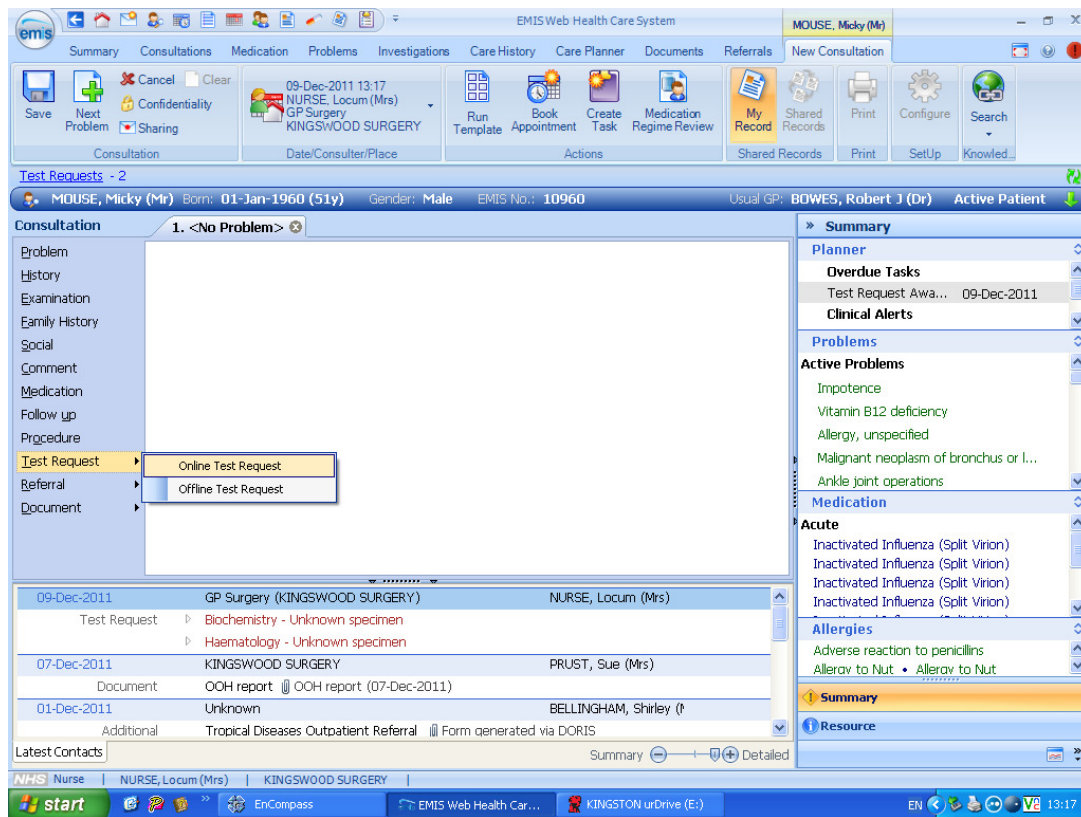 emis
EMIS Web Health Care System
MOUSE, Micky (Mr)
Summary Consultations Medication Problems Investigations Care History Care Planner Documents Referrals New Consultation
Save
Next Problem
Cancel
Clear
Confidentiality
Sharing
Consultation
09-Dec-2011 13:17
NURSE, Locum (Mrs)
GP Surgery
KINGSWOOD SURGERY
Date/Consulter/Place
Run Template
Book Appointment
Create Task
Medication Regime Review
Actions
My Record
Shared Records
Shared Records
Print
Print
Configure
SetUp
Search
Knowled...
Test Requests - 2
MOUSE, Micky (Mr) Born: 01-Jan-1960 (51y) Gender: Male EMIS No.: 10960 Usual GP: BOWES, Robert J (Dr) Active Patient
Consultation
1. <No Problem>
Problem
History
Examination
Family History
Social
Comment
Medication
Follow up
Procedure
Test Request
Referral
Document
Online Test Request
Offline Test Request
» Summary
Planner
Overdue Tasks
Test Request Awa... 09-Dec-2011
Clinical Alerts
Problems
Active Problems
Impotence
Vitamin B12 deficiency
Allergy, unspecified
Malignant neoplasm of bronchus or l...
Ankle joint operations
Medication
Acute
Inactivated Influenza (Split Virion)
Inactivated Influenza (Split Virion)
Inactivated Influenza (Split Virion)
Inactivated Influenza (Split Virion)
Allergies
Adverse reaction to penicillins
Allergy to Nut • Allergy to Nut
Summary
Resource
09-Dec-2011 GP Surgery (KINGSWOOD SURGERY) NURSE, Locum (Mrs)
Test Request Biochemistry - Unknown specimen
Haematology - Unknown specimen
07-Dec-2011 KINGSWOOD SURGERY PRUST, Sue (Mrs)
Document OOH report OOH report (07-Dec-2011)
01-Dec-2011 Unknown BELLINGHAM, Shirley (
Additional Tropical Diseases Outpatient Referral Form generated via DORIS
Latest Contacts
Summary Detailed
NHS Nurse | NURSE, Locum (Mrs) | KINGSWOOD SURGERY |
start
EnCompass
EMIS Web Health Car...
KINGSTON urDrive (E:)
EN
13:17